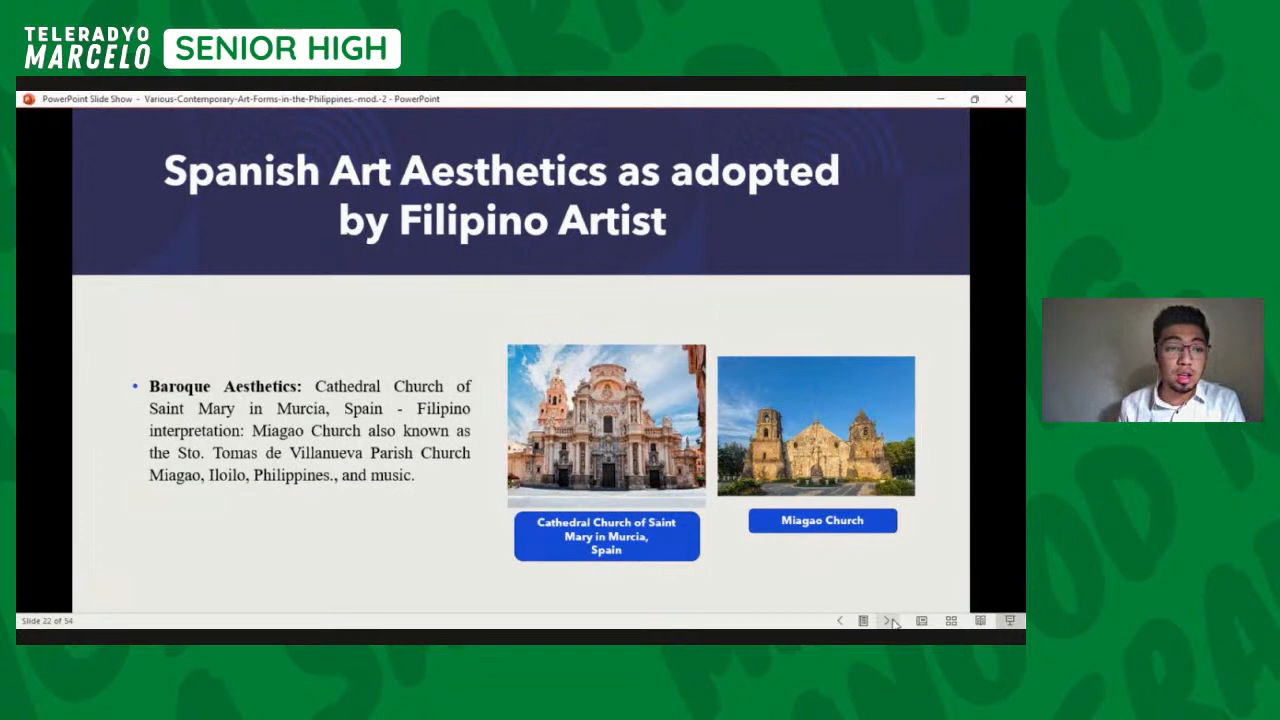 TELERADYO
MARCELO
SENIOR HIGH
PowerPoint Slide Show - Various-Contemporary-Art-Forms-in-the-Philippines.-mod.-2 - PowerPoint
Spanish Art Aesthetics as adopted
by Filipino Artist
• Baroque Aesthetics: Cathedral Church of
Saint Mary in Murcia, Spain - Filipino
interpretation: Miagao Church also known as
the Sto. Tomas de Villanueva Parish Church
Miagao, Iloilo, Philippines., and music.
Cathedral Church of Saint
Mary in Murcia,
Spain
Miagao Church
Slide 22 of 54